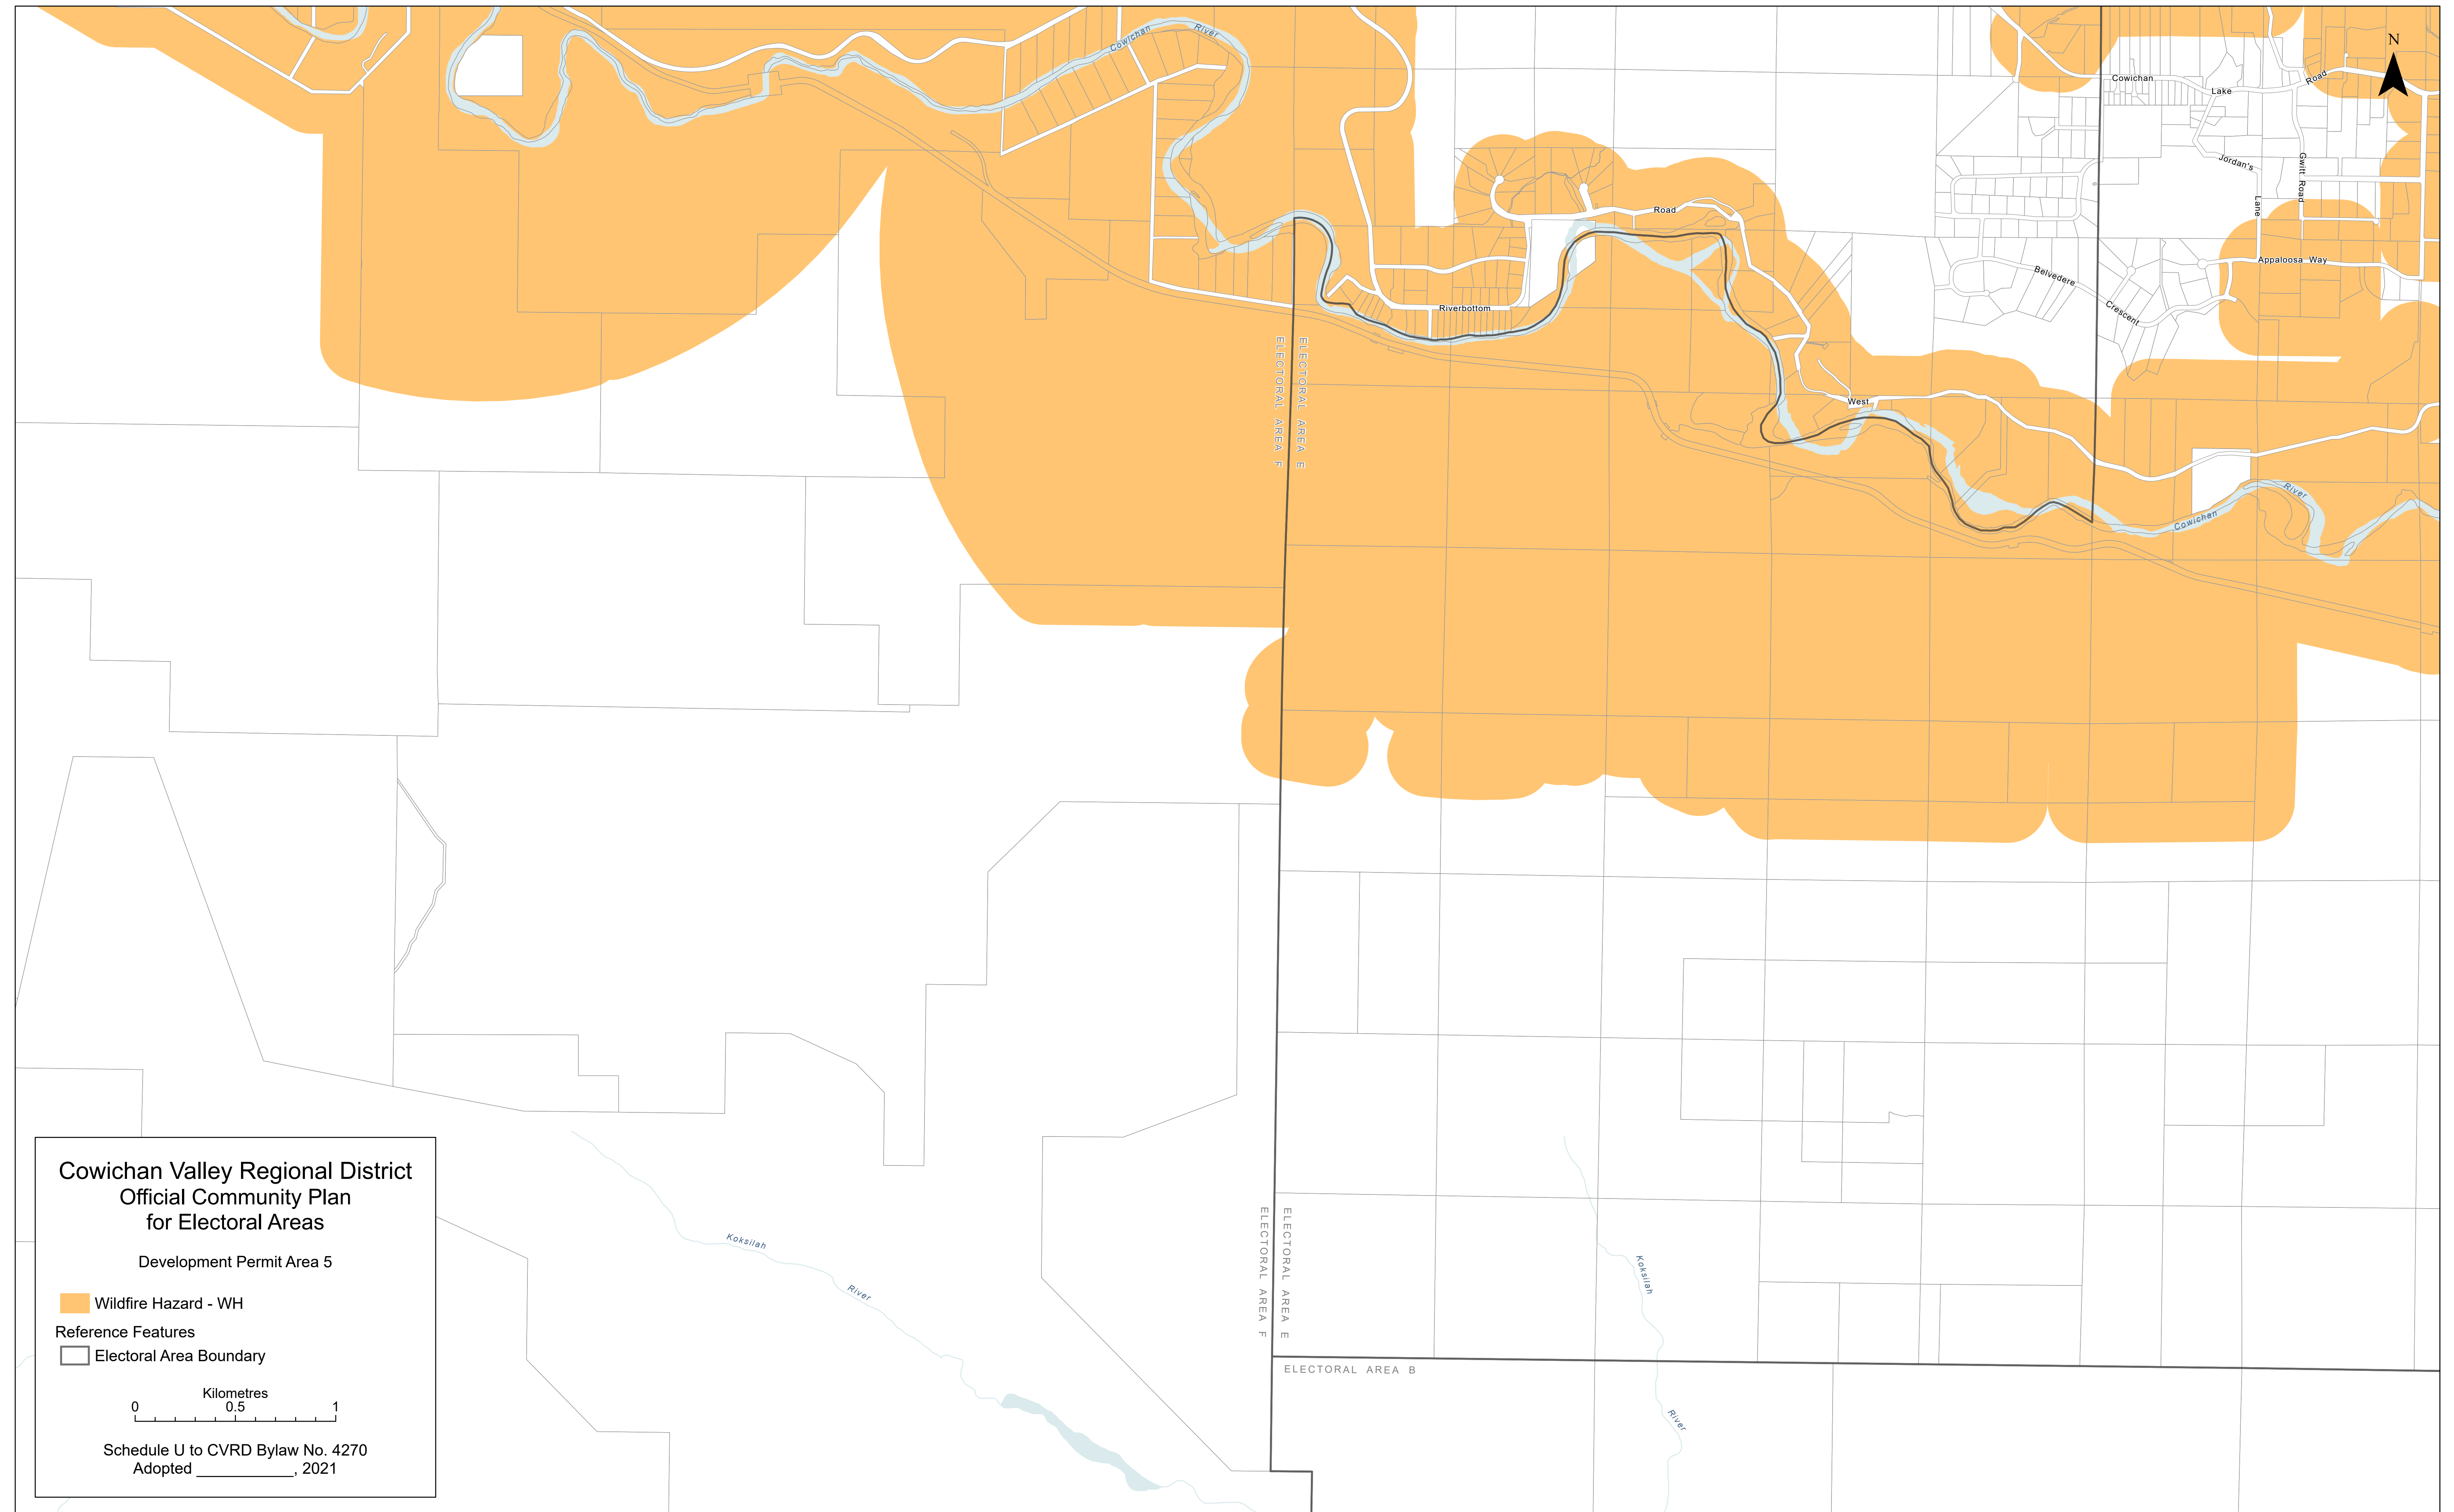 Cowichan
River
N
Cowichan
Lake
Road
Jordan's
Lane
Gwitt Road
Road
Appaloosa Way
Belvedere
Crescent
Riverbottom
ELECTORAL AREA F
ELECTORAL AREA E
West
River
Cowichan
Koksilah
River
Koksilah
River
ELECTORAL AREA F
ELECTORAL AREA E
ELECTORAL AREA B
Cowichan Valley Regional District
Official Community Plan
for Electoral Areas
Development Permit Area 5
Wildfire Hazard - WH
Reference Features
Electoral Area Boundary
Kilometres
0 0.5 1
Schedule U to CVRD Bylaw No. 4270
Adopted ___________, 2021